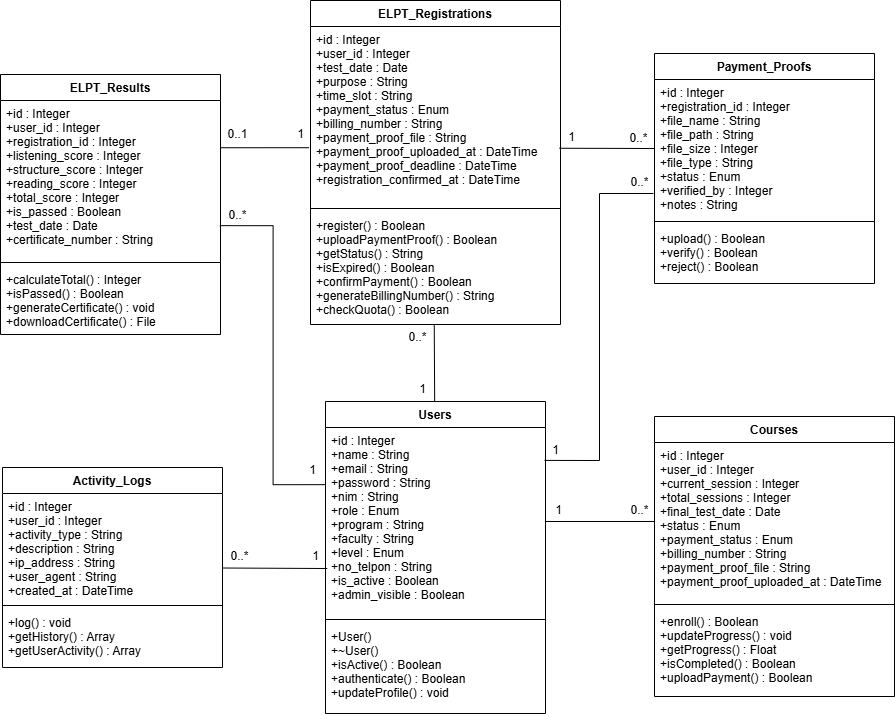 ELPT_Registrations
+id : Integer
+user_id : Integer
+test_date : Date
+purpose : String
+time_slot : String
+payment_status : Enum
+billing_number : String
+payment_proof_file : String
+payment_proof_uploaded_at : DateTime
+payment_proof_deadline : DateTime
+registration_confirmed_at : DateTime
+register() : Boolean
+uploadPaymentProof() : Boolean
+getStatus() : String
+isExpired() : Boolean
+confirmPayment() : Boolean
+generateBillingNumber() : String
+checkQuota() : Boolean
ELPT_Results
+id : Integer
+user_id : Integer
+registration_id : Integer
+listening_score : Integer
+structure_score : Integer
+reading_score : Integer
+total_score : Integer
+is_passed : Boolean
+test_date : Date
+certificate_number : String
+calculateTotal() : Integer
+isPassed() : Boolean
+generateCertificate() : void
+downloadCertificate() : File
0..1
1
0..*
1
Payment_Proofs
+id : Integer
+registration_id : Integer
+file_name : String
+file_path : String
+file_size : Integer
+file_type : String
+status : Enum
+verified_by : Integer
+notes : String
+upload() : Boolean
+verify() : Boolean
+reject() : Boolean
1
0..*
0..*
1
0..*
1
Users
+id : Integer
+name : String
+email : String
+password : String
+nim : String
+role : Enum
+program : String
+faculty : String
+level : Enum
+no_telpon : String
+is_active : Boolean
+admin_visible : Boolean
+User()
+~User()
+isActive() : Boolean
+authenticate() : Boolean
+updateProfile() : void
Activity_Logs
+id : Integer
+user_id : Integer
+activity_type : String
+description : String
+ip_address : String
+user_agent : String
+created_at : DateTime
+log() : void
+getHistory() : Array
+getUserActivity() : Array
0..*
1
1
0..*
Courses
+id : Integer
+user_id : Integer
+current_session : Integer
+total_sessions : Integer
+final_test_date : Date
+status : Enum
+payment_status : Enum
+billing_number : String
+payment_proof_file : String
+payment_proof_uploaded_at : DateTime
+enroll() : Boolean
+updateProgress() : void
+getProgress() : Float
+isCompleted() : Boolean
+uploadPayment() : Boolean